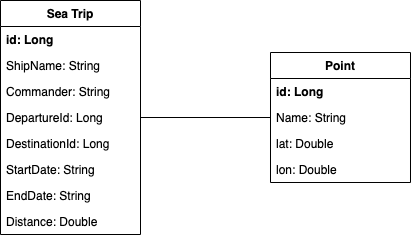 Sea Trip
id: Long
ShipName: String
Commander: String
DepartureId: Long
DestinationId: Long
StartDate: String
EndDate: String
Distance: Double
Point
id: Long
Name: String
lat: Double
lon: Double